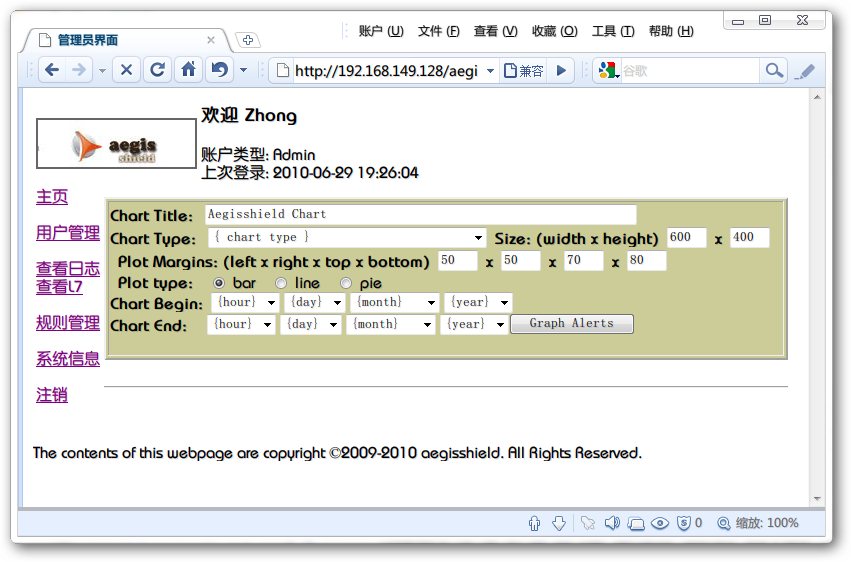 账户 (U) 文件 (F) 查看 (V) 收藏 (O) 工具 (T) 帮助 (H)
管理员界面
http://192.168.149.128/aegi 兼容 谷歌
aegis
shield
欢迎 Zhong
账户类型: Admin
上次登录: 2010-06-29 19:26:04
主页
用户管理
查看日志
查看L7
规则管理
系统信息
注销
Chart Title: Aegisshield Chart
Chart Type: { chart type } Size: (width x height) 600 x 400
Plot Margins: (left x right x top x bottom) 50 x 50 x 70 x 80
Plot type: bar line pie
Chart Begin: {hour} {day} {month} {year}
Chart End: {hour} {day} {month} {year} Graph Alerts
The contents of this webpage are copyright ©2009-2010 aegisshield. All Rights Reserved.
0 缩放: 100%